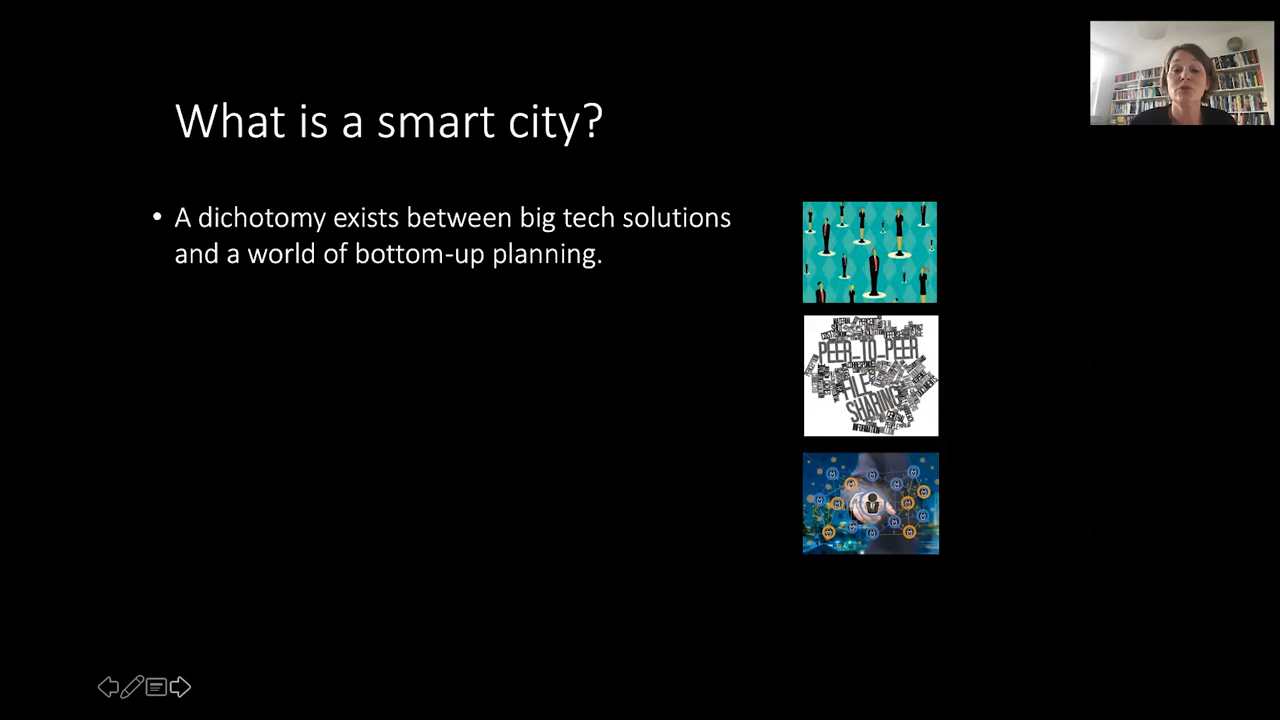 What is a smart city?
• A dichotomy exists between big tech solutions
and a world of bottom-up planning.
PEER-TO-PEER
FILE
SHARING